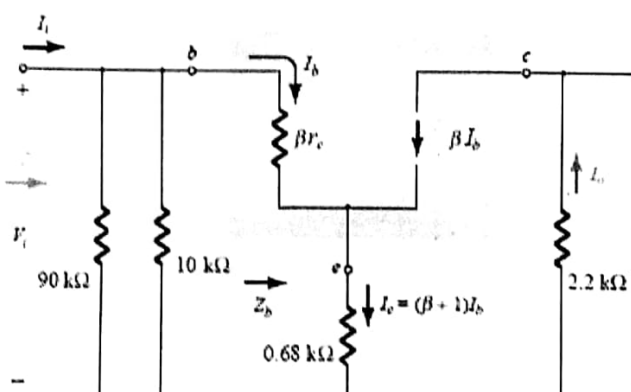 I_i
b
I_b
c
+
βr_e
βI_b
I_o
V_i
90 kΩ
10 kΩ
e
2.2 kΩ
Z_b
I_e = (β + 1)I_b
0.68 kΩ
−